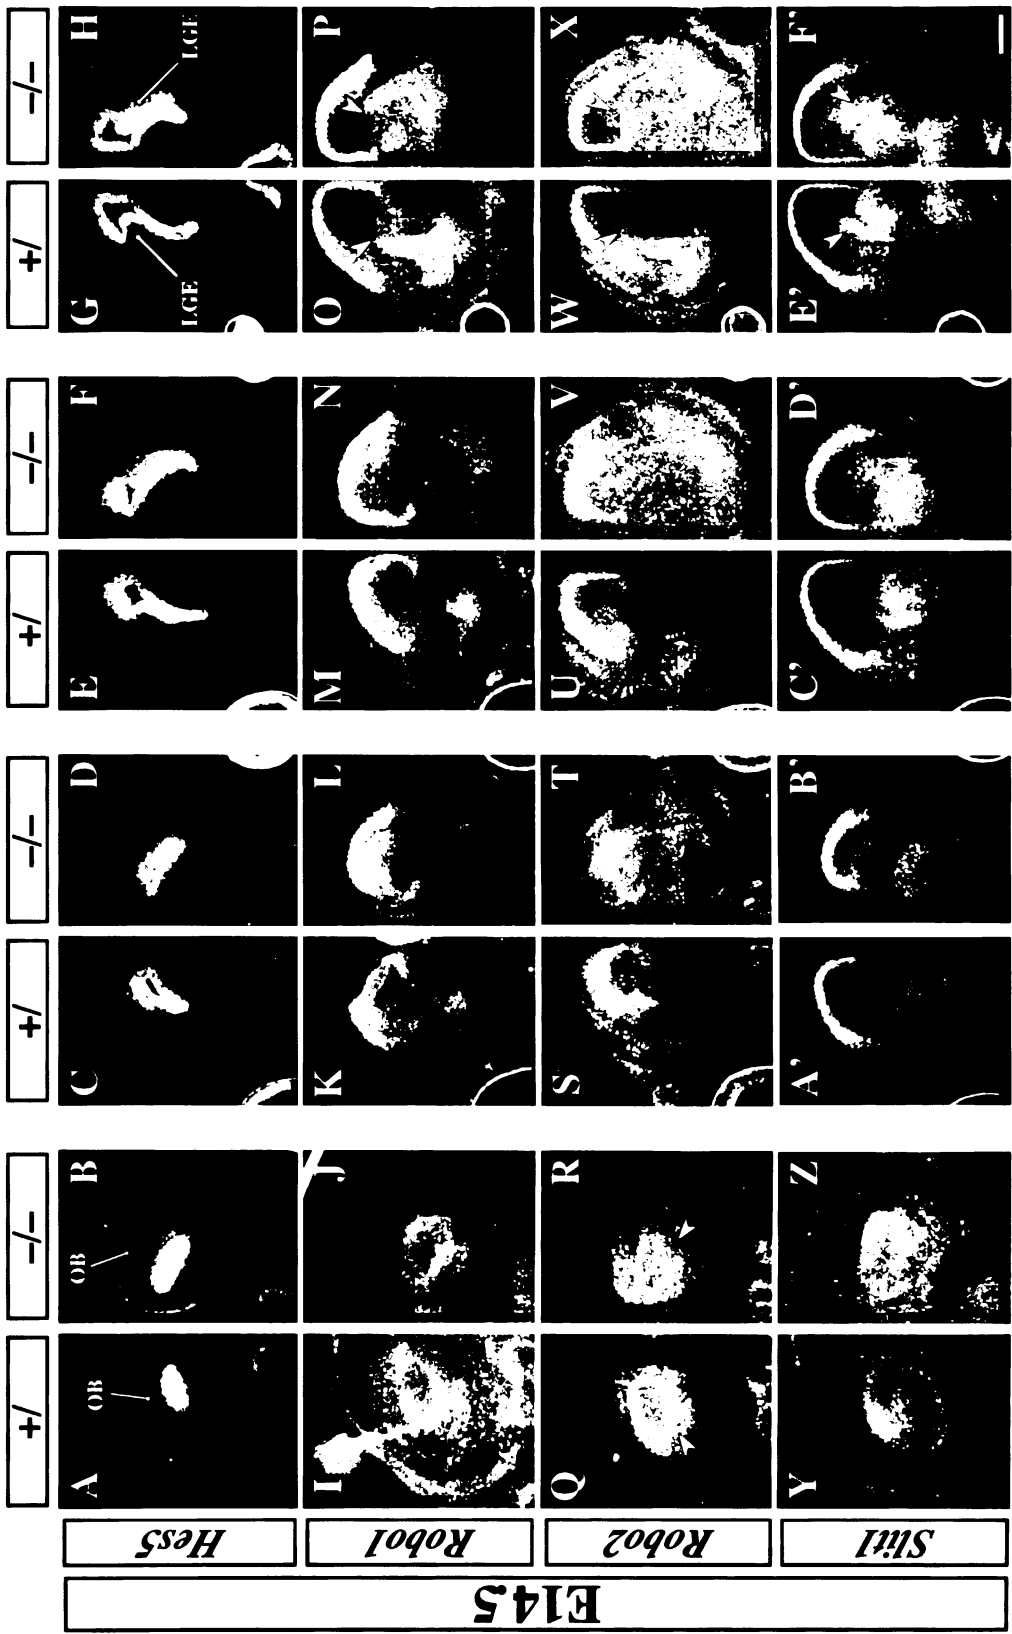 +/
-/-
+/
-/-
+/
-/-
+/
-/-
E14.5
Hes5
A
OB
B
OB
C
D
E
F
G
LGE
H
LGE
Robo1
I
J
K
L
M
N
O
P
Robo2
Q
R
S
T
U
V
W
X
Slit1
Y
Z
A'
B'
C'
D'
E'
F'